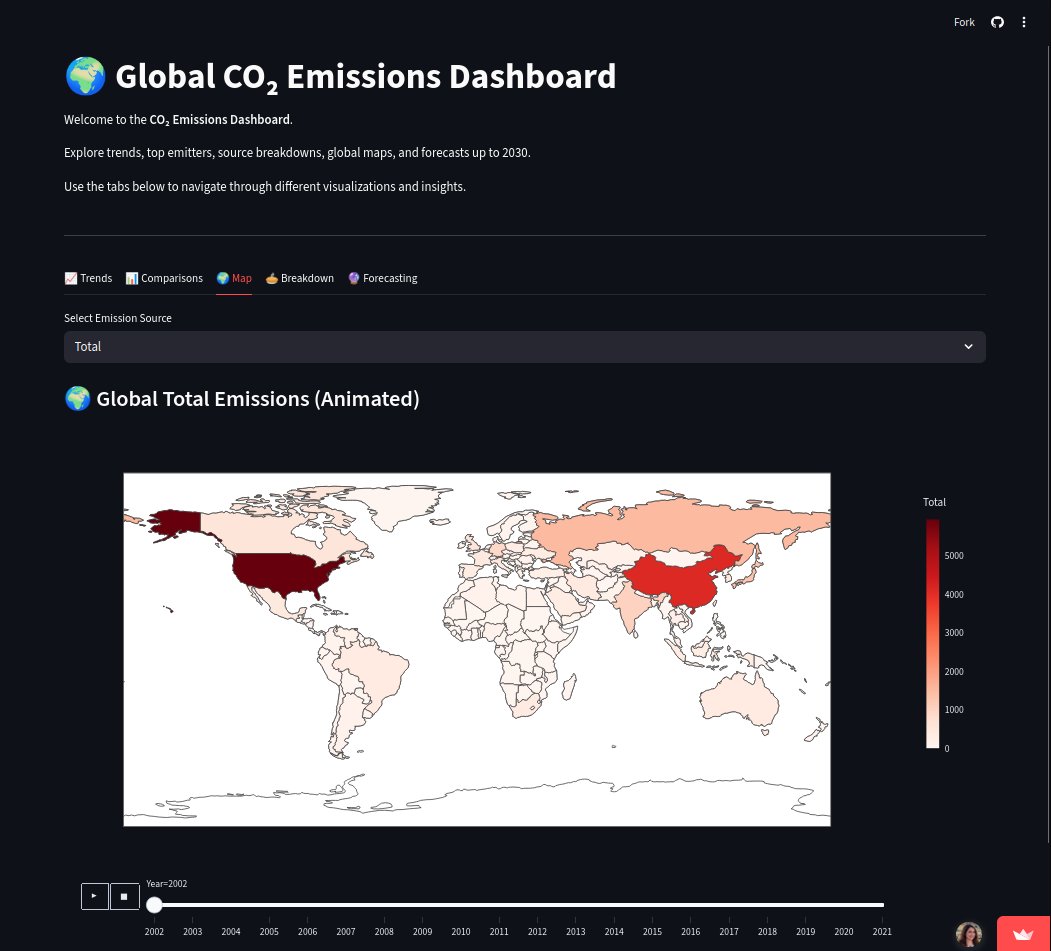 Fork
🌍 Global CO₂ Emissions Dashboard
Welcome to the CO₂ Emissions Dashboard.
Explore trends, top emitters, source breakdowns, global maps, and forecasts up to 2030.
Use the tabs below to navigate through different visualizations and insights.
📈 Trends 📊 Comparisons 🌍 Map 🥧 Breakdown 🔮 Forecasting
Select Emission Source
Total
🌍 Global Total Emissions (Animated)
Total
5000
4000
3000
2000
1000
0
Year=2002
2002 2003 2004 2005 2006 2007 2008 2009 2010 2011 2012 2013 2014 2015 2016 2017 2018 2019 2020 2021